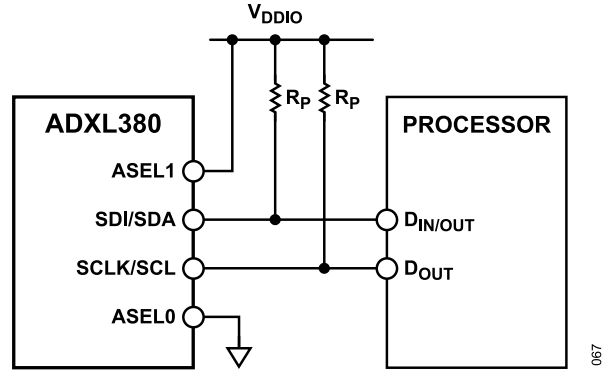 VDDIO
RP RP
ADXL380
PROCESSOR
ASEL1
SDI/SDA
DIN/OUT
SCLK/SCL
DOUT
ASEL0
067